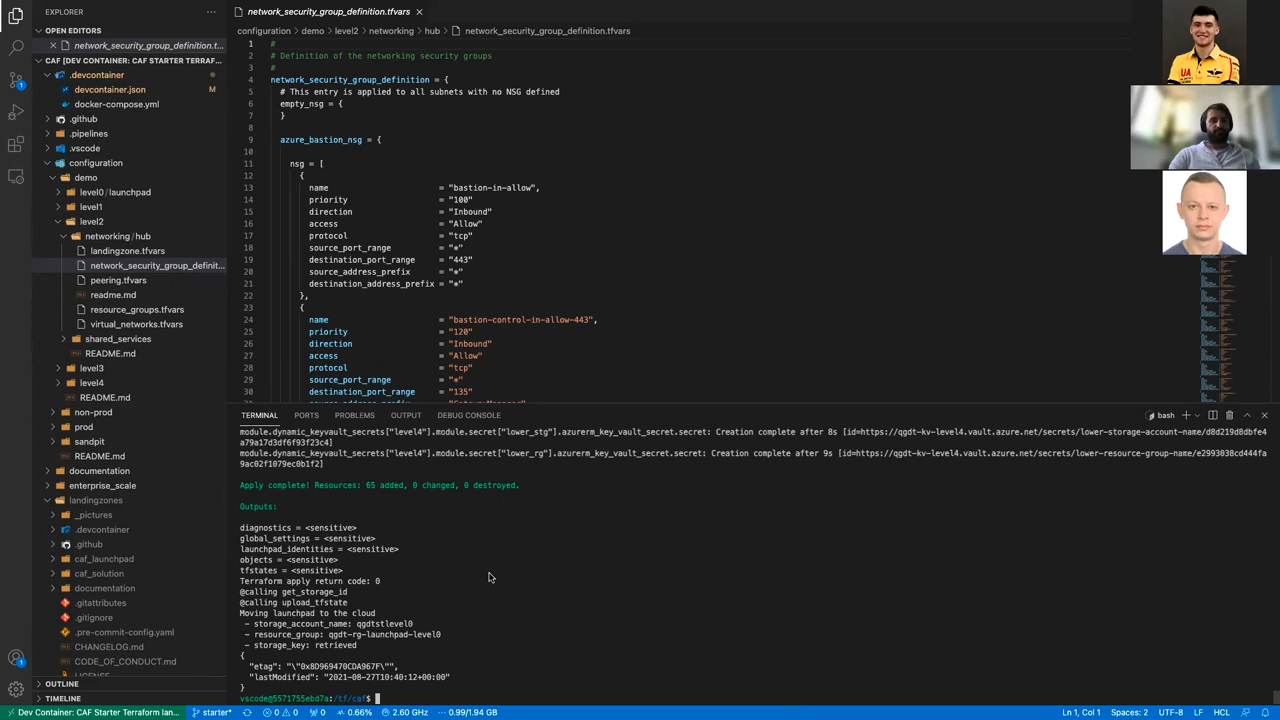 EXPLORER
OPEN EDITORS
network_security_group_definition.t...
CAF [DEV CONTAINER: CAF STARTER TERRAF...
.devcontainer
devcontainer.json M
docker-compose.yml
.github
.pipelines
.vscode
configuration
demo
level0 / launchpad
level1
level2
networking / hub
landingzone.tfvars
network_security_group_definit...
peering.tfvars
readme.md
resource_groups.tfvars
virtual_networks.tfvars
shared_services
README.md
level3
level4
README.md
non-prod
prod
sandpit
README.md
documentation
enterprise_scale
landingzones
_pictures
.devcontainer
.github
caf_launchpad
caf_solution
documentation
.gitattributes
.gitignore
.pre-commit-config.yaml
CHANGELOG.md
CODE_OF_CONDUCT.md
LICENSE
OUTLINE
TIMELINE
network_security_group_definition.tfvars
configuration > demo > level2 > networking > hub > network_security_group_definition.tfvars
1 #
2 # Definition of the networking security groups
3 #
4 network_security_group_definition = {
5 # This entry is applied to all subnets with no NSG defined
6 empty_nsg = {
7 }
8
9 azure_bastion_nsg = {
10
11 nsg = [
12 {
13 name = "bastion-in-allow",
14 priority = "100"
15 direction = "Inbound"
16 access = "Allow"
17 protocol = "tcp"
18 source_port_range = "*"
19 destination_port_range = "443"
20 source_address_prefix = "*"
21 destination_address_prefix = "*"
22 },
23 {
24 name = "bastion-control-in-allow-443",
25 priority = "120"
26 direction = "Inbound"
27 access = "Allow"
28 protocol = "tcp"
29 source_port_range = "*"
30 destination_port_range = "135"
UA
TERMINAL PORTS PROBLEMS OUTPUT DEBUG CONSOLE bash
module.dynamic_keyvault_secrets["level4"].module.secret["lower_stg"].azurerm_key_vault_secret.secret: Creation complete after 8s [id=https://qgdt-kv-level4.vault.azure.net/secrets/lower-storage-account-name/d8d219d8dbfe4
a79a17d3df6f93f23c4]
module.dynamic_keyvault_secrets["level4"].module.secret["lower_rg"].azurerm_key_vault_secret.secret: Creation complete after 9s [id=https://qgdt-kv-level4.vault.azure.net/secrets/lower-resource-group-name/e2993038cd444fa
9ac02f1079ec0b1f2]
Apply complete! Resources: 65 added, 0 changed, 0 destroyed.
Outputs:
diagnostics = <sensitive>
global_settings = <sensitive>
launchpad_identities = <sensitive>
objects = <sensitive>
tfstates = <sensitive>
Terraform apply return code: 0
@calling get_storage_id
@calling upload_tfstate
Moving launchpad to the cloud
- storage_account_name: qgdtstlevel0
- resource_group: qgdt-rg-launchpad-level0
- storage_key: retrieved
{
"etag": "\"0x8D969470CDA967F\"",
"lastModified": "2021-08-27T10:40:12+00:00"
}
vscode@5571755ebd7a:/tf/caf$
Dev Container: CAF Starter Terraform lan... starter* 0 0 0 0.66% 2.60 GHz 0.99/1.94 GB Ln 1, Col 1 Spaces: 2 UTF-8 LF HCL